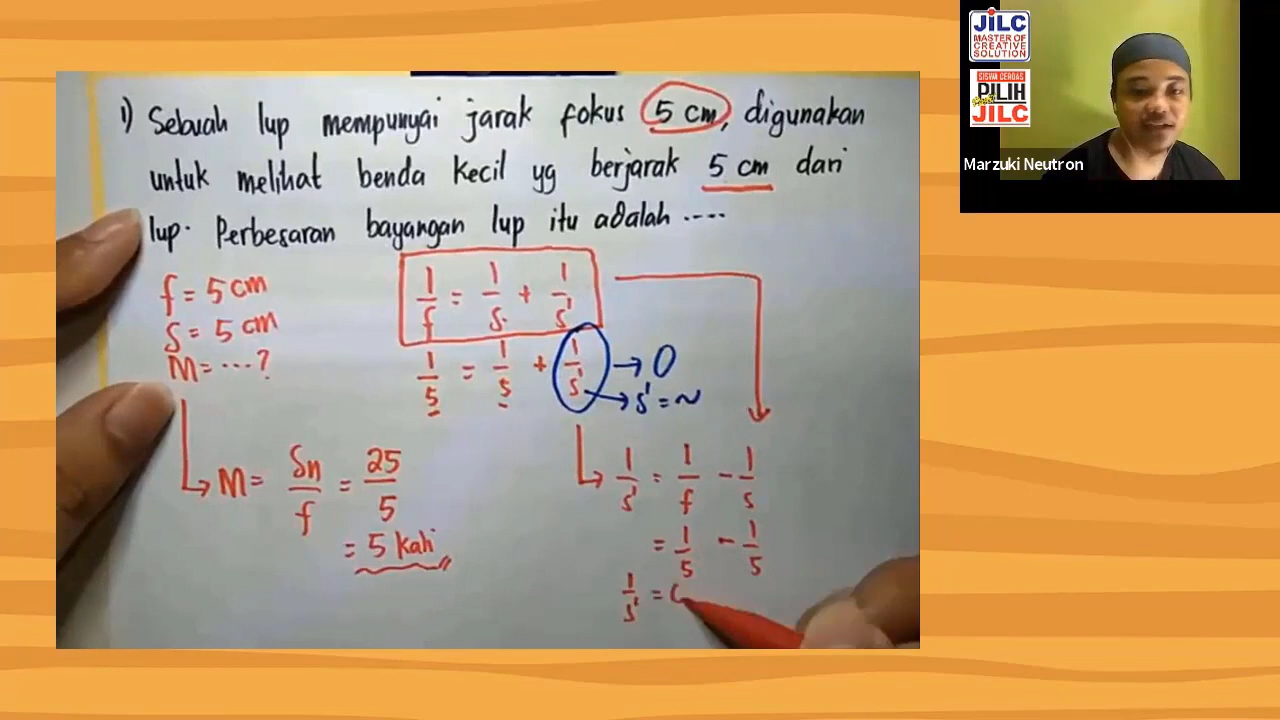 1) Sebuah lup mempunyai jarak fokus 5 cm, digunakan
untuk melihat benda kecil yg berjarak 5 cm dari
lup. Perbesaran bayangan lup itu adalah ....
f = 5 cm
s = 5 cm
M = ...?
M = Sn/f = 25/5
= 5 kali
1/f = 1/s + 1/s'
1/5 = 1/5 + 1/s' → 0
→ s' = ~
→ 1/s' = 1/f - 1/s
= 1/5 - 1/5
1/s' =
JILC
MASTER OF
CREATIVE
SOLUTION
SISWA CERDAS
PILIH
JILC
Marzuki Neutron